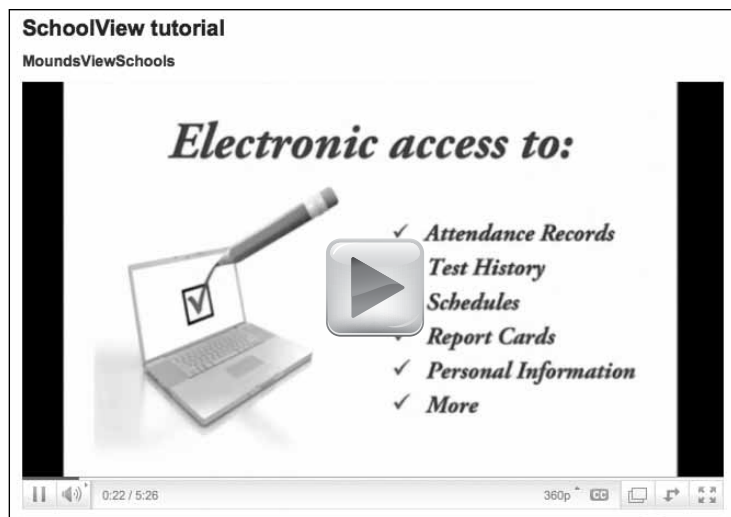 SchoolView tutorial
MoundsViewSchools
Electronic access to:
✓ Attendance Records
Test History
Schedules
✓ Report Cards
✓ Personal Information
✓ More
0:22 / 5:26
360p
CC